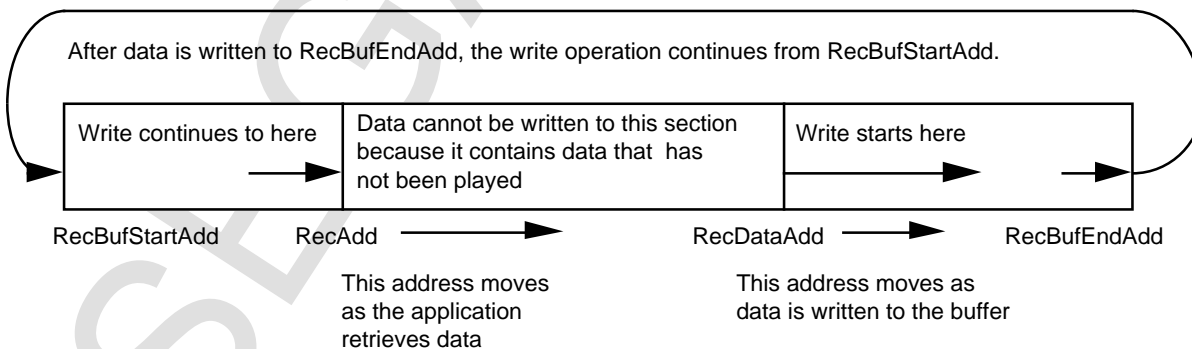 After data is written to RecBufEndAdd, the write operation continues from RecBufStartAdd.
Write continues to here
Data cannot be written to this section
because it contains data that has
not been played
Write starts here
RecBufStartAdd
RecAdd
RecDataAdd
RecBufEndAdd
This address moves
as the application
retrieves data
This address moves as
data is written to the buffer
SEGA